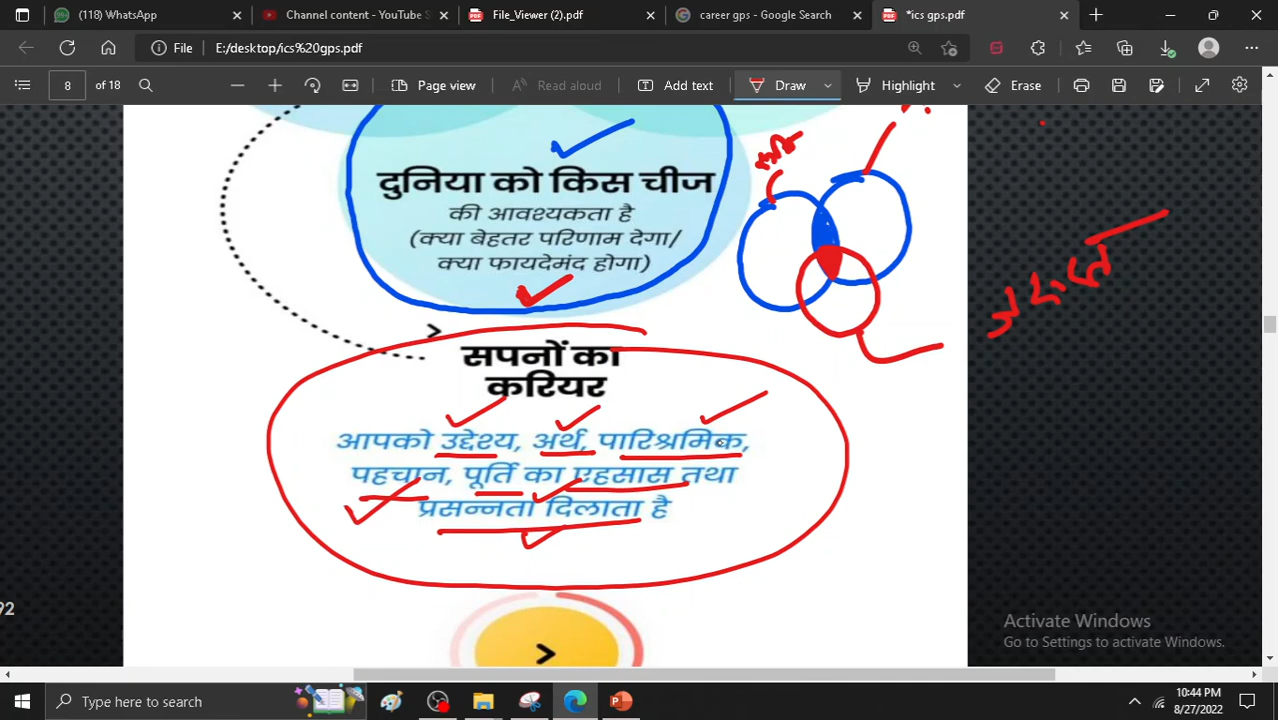 (118) WhatsApp
Channel content - YouTube S
File_Viewer (2).pdf
career gps - Google Search
*ics gps.pdf
File
E:/desktop/ics%20gps.pdf
8
of 18
Page view
Read aloud
Add text
Draw
Highlight
Erase
दुनिया को किस चीज
की आवश्यकता है
(क्या बेहतर परिणाम देगा/
क्या फायदेमंद होगा)
सपनों का
करियर
आपको उद्देश्य, अर्थ, पारिश्रमिक,
पहचान, पूर्ति का एहसास तथा
प्रसन्नता दिलाता है
92
Activate Windows
Go to Settings to activate Windows.
Type here to search
10:44 PM
8/27/2022